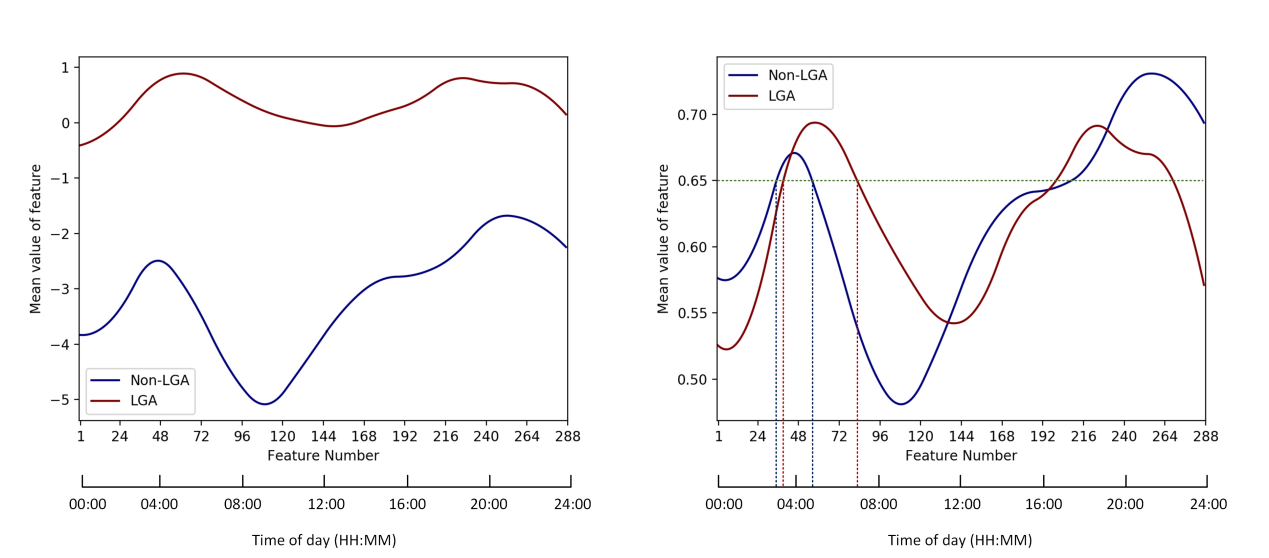 1
0
−1
−2
−3
−4
−5
Mean value of feature
Non-LGA
LGA
1 24 48 72 96 120 144 168 192 216 240 264 288
Feature Number
00:00 04:00 08:00 12:00 16:00 20:00 24:00
Time of day (HH:MM)
Non-LGA
LGA
0.70
0.65
0.60
0.55
0.50
Mean value of feature
1 24 48 72 96 120 144 168 192 216 240 264 288
Feature Number
00:00 04:00 08:00 12:00 16:00 20:00 24:00
Time of day (HH:MM)